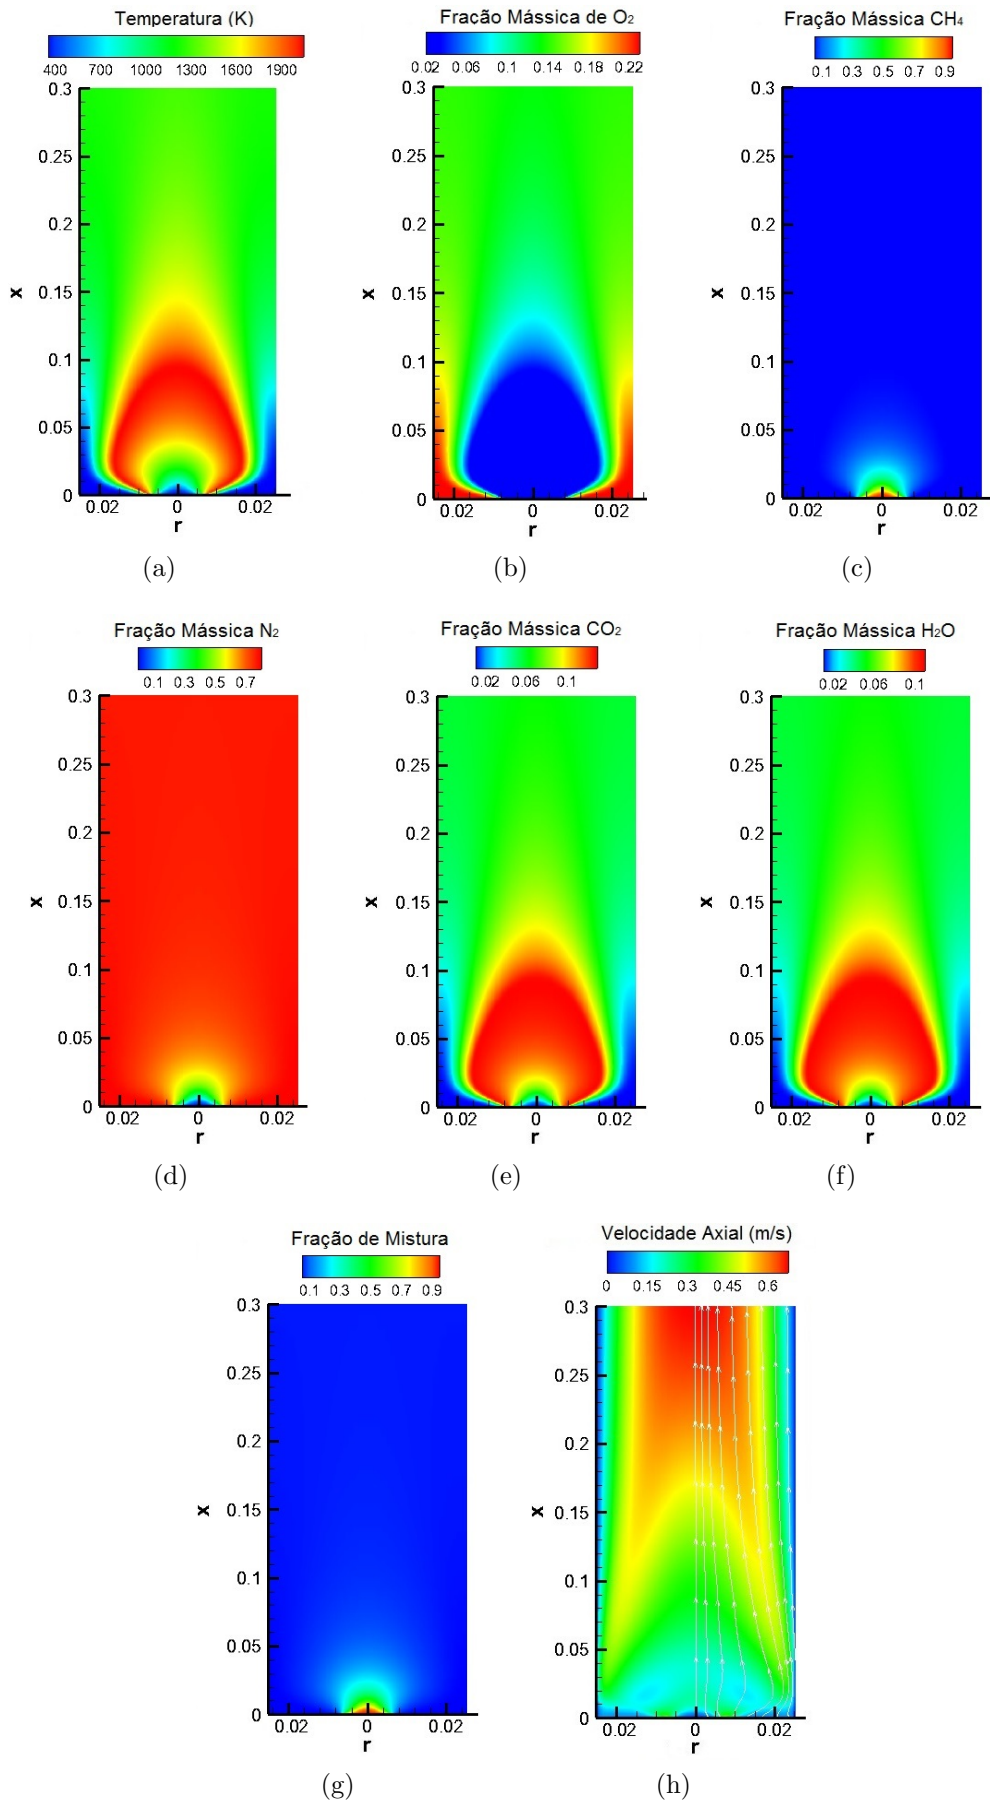 Temperatura (K)
400 700 1000 1300 1600 1900
0.3
0.25
0.2
0.15
0.1
0.05
0
x
0.02 0 0.02
r
(a)
Fração Mássica de O2
0.02 0.06 0.1 0.14 0.18 0.22
0.3
0.25
0.2
0.15
0.1
0.05
0
x
0.02 0 0.02
r
(b)
Fração Mássica CH4
0.1 0.3 0.5 0.7 0.9
0.3
0.25
0.2
0.15
0.1
0.05
0
x
0.02 0 0.02
r
(c)
Fração Mássica N2
0.1 0.3 0.5 0.7
0.3
0.25
0.2
0.15
0.1
0.05
0
x
0.02 0 0.02
r
(d)
Fração Mássica CO2
0.02 0.06 0.1
0.3
0.25
0.2
0.15
0.1
0.05
0
x
0.02 0 0.02
r
(e)
Fração Mássica H2O
0.02 0.06 0.1
0.3
0.25
0.2
0.15
0.1
0.05
0
x
0.02 0 0.02
r
(f)
Fração de Mistura
0.1 0.3 0.5 0.7 0.9
0.3
0.25
0.2
0.15
0.1
0.05
0
x
0.02 0 0.02
r
(g)
Velocidade Axial (m/s)
0 0.15 0.3 0.45 0.6
0.3
0.25
0.2
0.15
0.1
0.05
0
x
0.02 0 0.02
r
(h)